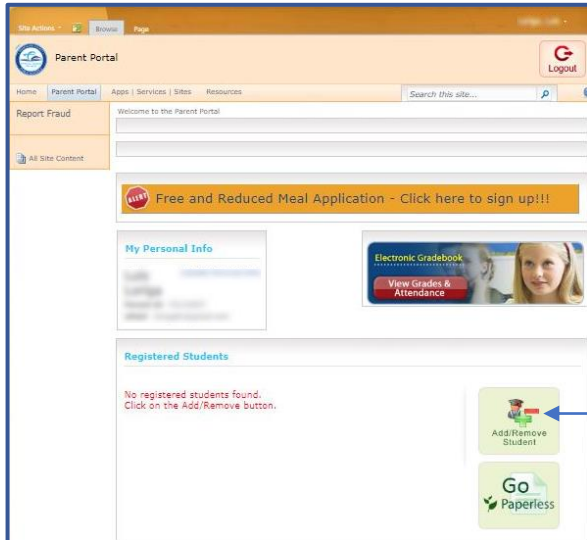 Site Actions Browse Page
Parent Portal
Logout
Home Parent Portal Apps | Services | Sites Resources
Search this site...
Report Fraud
Welcome to the Parent Portal
All Site Content
ALERT Free and Reduced Meal Application - Click here to sign up!!!
My Personal Info
Electronic Gradebook
View Grades &
Attendance
Registered Students
No registered students found.
Click on the Add/Remove button.
Add/Remove
Student
Go
Paperless